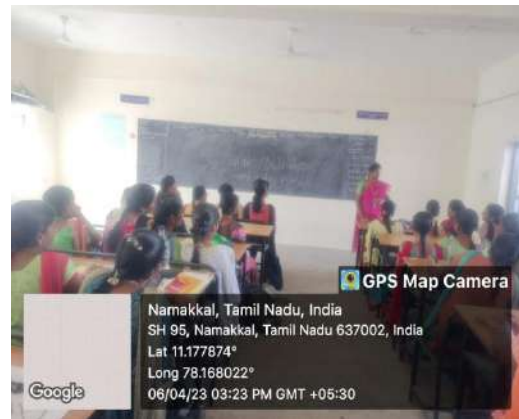 GPS Map Camera
Namakkal, Tamil Nadu, India
SH 95, Namakkal, Tamil Nadu 637002, India
Lat 11.177874°
Long 78.168022°
06/04/23 03:23 PM GMT +05:30
Google